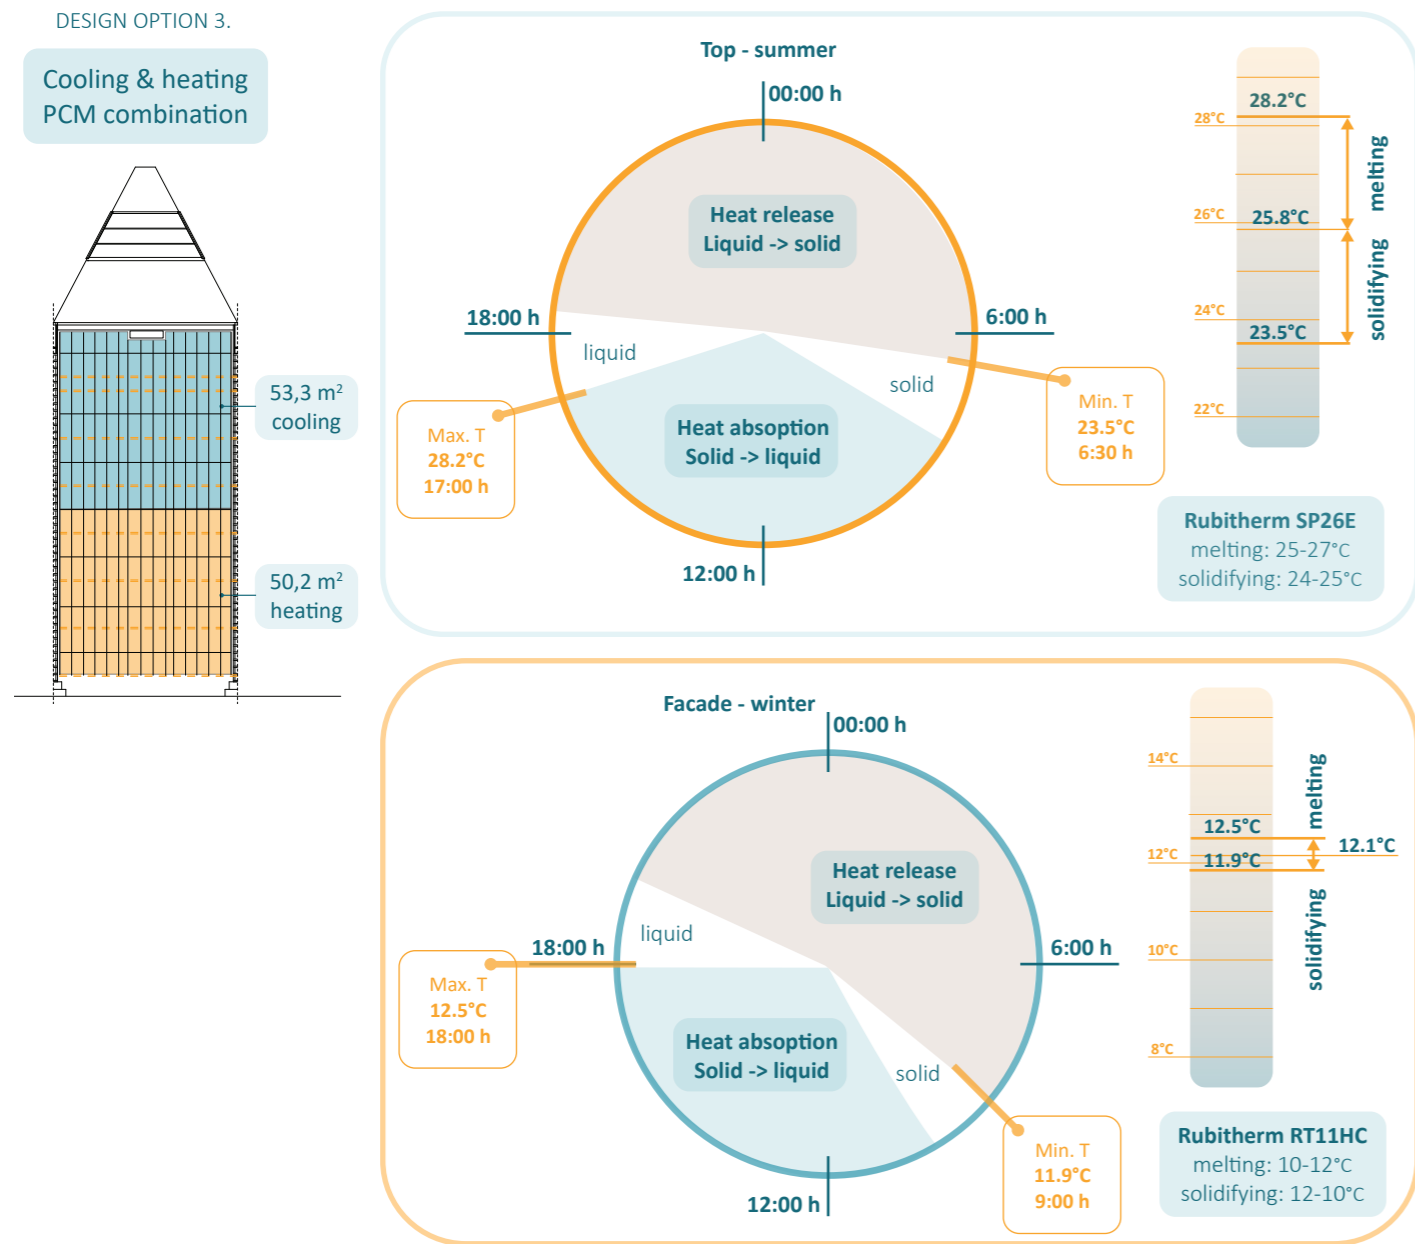 DESIGN OPTION 3.
Cooling & heating
PCM combination
53,3 m²
cooling
50,2 m²
heating
Top - summer
00:00 h
Heat release
Liquid -> solid
18:00 h
6:00 h
liquid
solid
Heat absoption
Solid -> liquid
Max. T
28.2°C
17:00 h
Min. T
23.5°C
6:30 h
12:00 h
28.2°C
28°C
26°C
25.8°C
24°C
23.5°C
22°C
melting
solidifying
Rubitherm SP26E
melting: 25-27°C
solidifying: 24-25°C
Facade - winter
00:00 h
Heat release
Liquid -> solid
liquid
18:00 h
6:00 h
Max. T
12.5°C
18:00 h
Heat absoption
Solid -> liquid
solid
Min. T
11.9°C
9:00 h
12:00 h
14°C
12.5°C
12.1°C
12°C
11.9°C
10°C
8°C
melting
solidifying
Rubitherm RT11HC
melting: 10-12°C
solidifying: 12-10°C